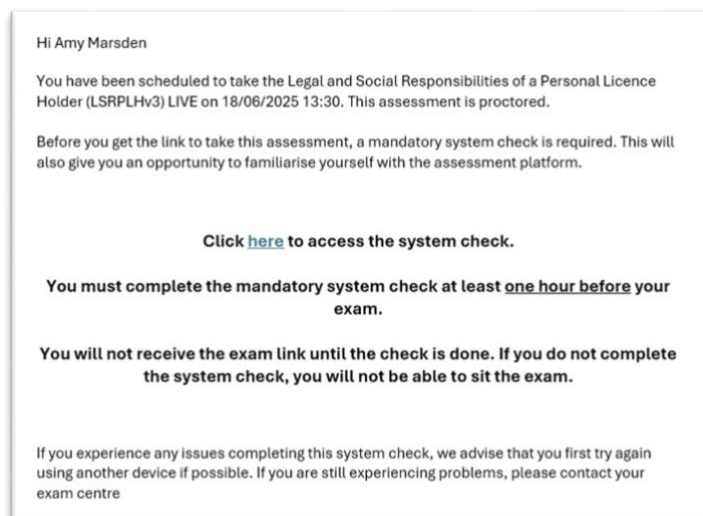 Hi Amy Marsden
You have been scheduled to take the Legal and Social Responsibilities of a Personal Licence
Holder (LSRPLHv3) LIVE on 18/06/2025 13:30. This assessment is proctored.
Before you get the link to take this assessment, a mandatory system check is required. This will
also give you an opportunity to familiarise yourself with the assessment platform.
Click here to access the system check.
You must complete the mandatory system check at least one hour before your
exam.
You will not receive the exam link until the check is done. If you do not complete
the system check, you will not be able to sit the exam.
If you experience any issues completing this system check, we advise that you first try again
using another device if possible. If you are still experiencing problems, please contact your
exam centre